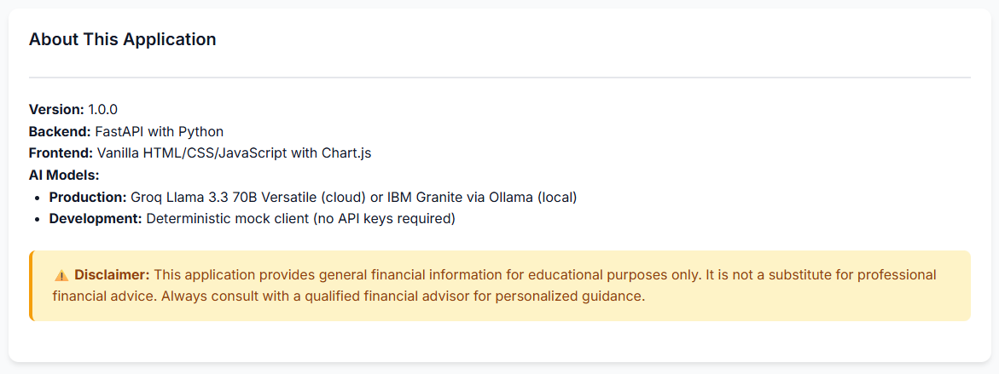 About This Application
Version: 1.0.0
Backend: FastAPI with Python
Frontend: Vanilla HTML/CSS/JavaScript with Chart.js
AI Models:
• Production: Groq Llama 3.3 70B Versatile (cloud) or IBM Granite via Ollama (local)
• Development: Deterministic mock client (no API keys required)
⚠️ Disclaimer: This application provides general financial information for educational purposes only. It is not a substitute for professional
financial advice. Always consult with a qualified financial advisor for personalized guidance.